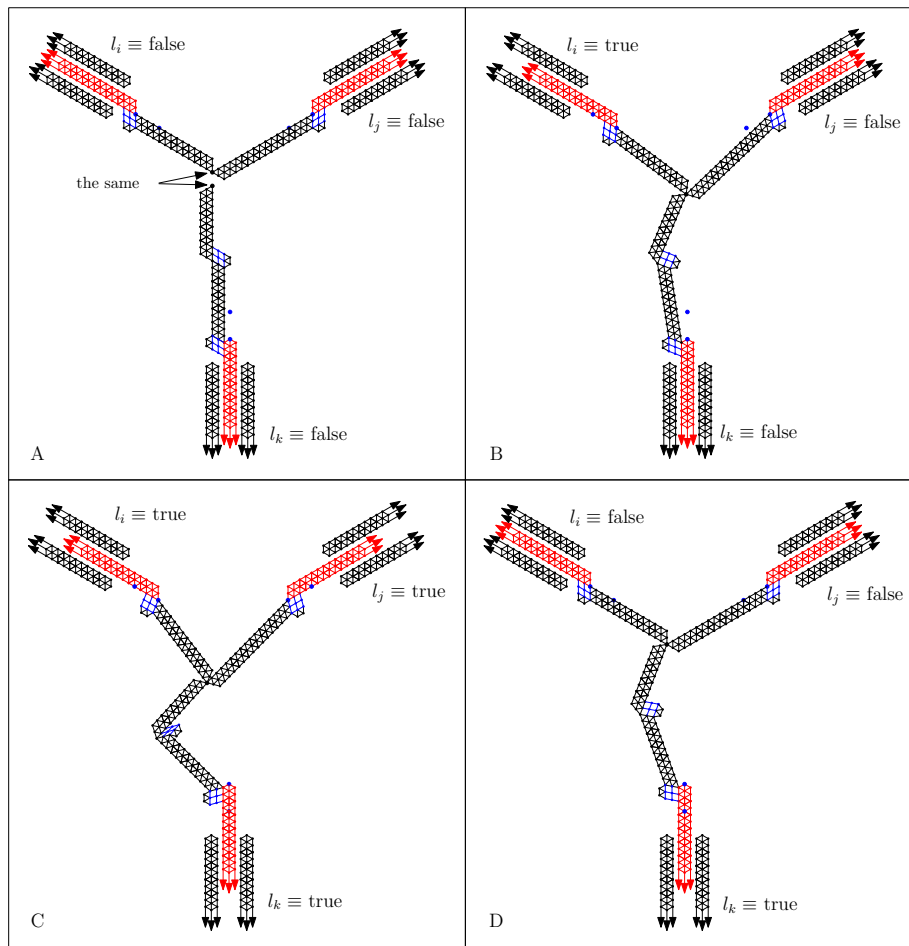 l_i ≡ false
l_j ≡ false
the same
l_k ≡ false
A
l_i ≡ true
l_j ≡ false
l_k ≡ false
B
l_i ≡ true
l_j ≡ true
l_k ≡ true
C
l_i ≡ false
l_j ≡ false
l_k ≡ true
D